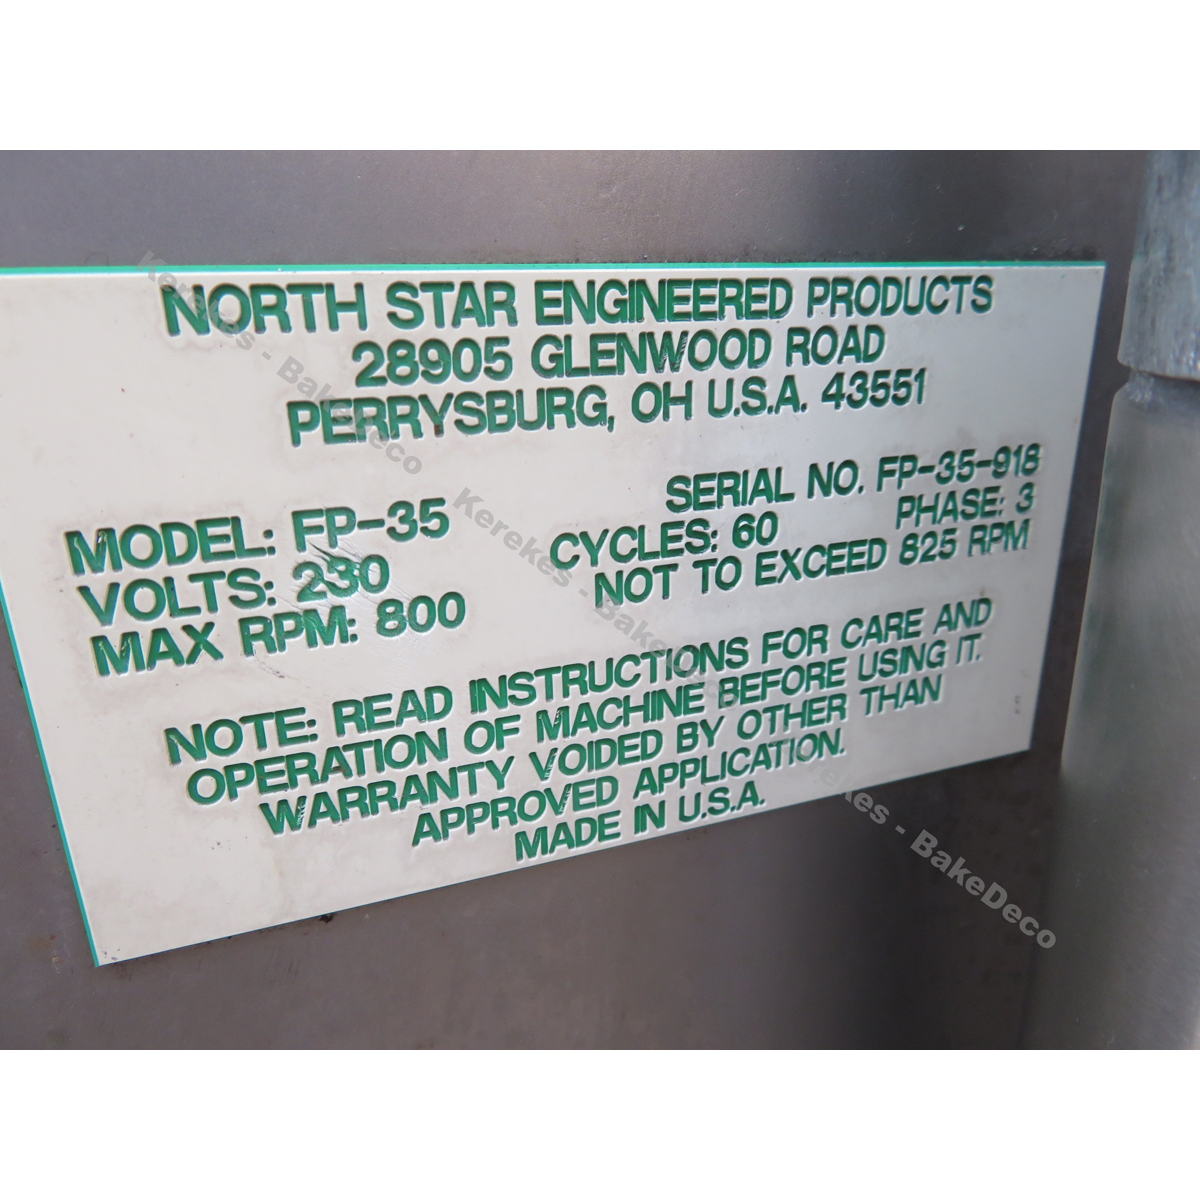 NORTH STAR ENGINEERED PRODUCTS
28905 GLENWOOD ROAD
PERRYSBURG, OH U.S.A. 43551
MODEL: FP-35 SERIAL NO. FP-35-918
VOLTS: 230 CYCLES: 60 PHASE: 3
MAX RPM: 800 NOT TO EXCEED 825 RPM
NOTE: READ INSTRUCTIONS FOR CARE AND
OPERATION OF MACHINE BEFORE USING IT.
WARRANTY VOIDED BY OTHER THAN
APPROVED APPLICATION.
MADE IN U.S.A.
Kerekes - BakeDeco
Kerekes - BakeDeco
Kerekes - BakeDeco